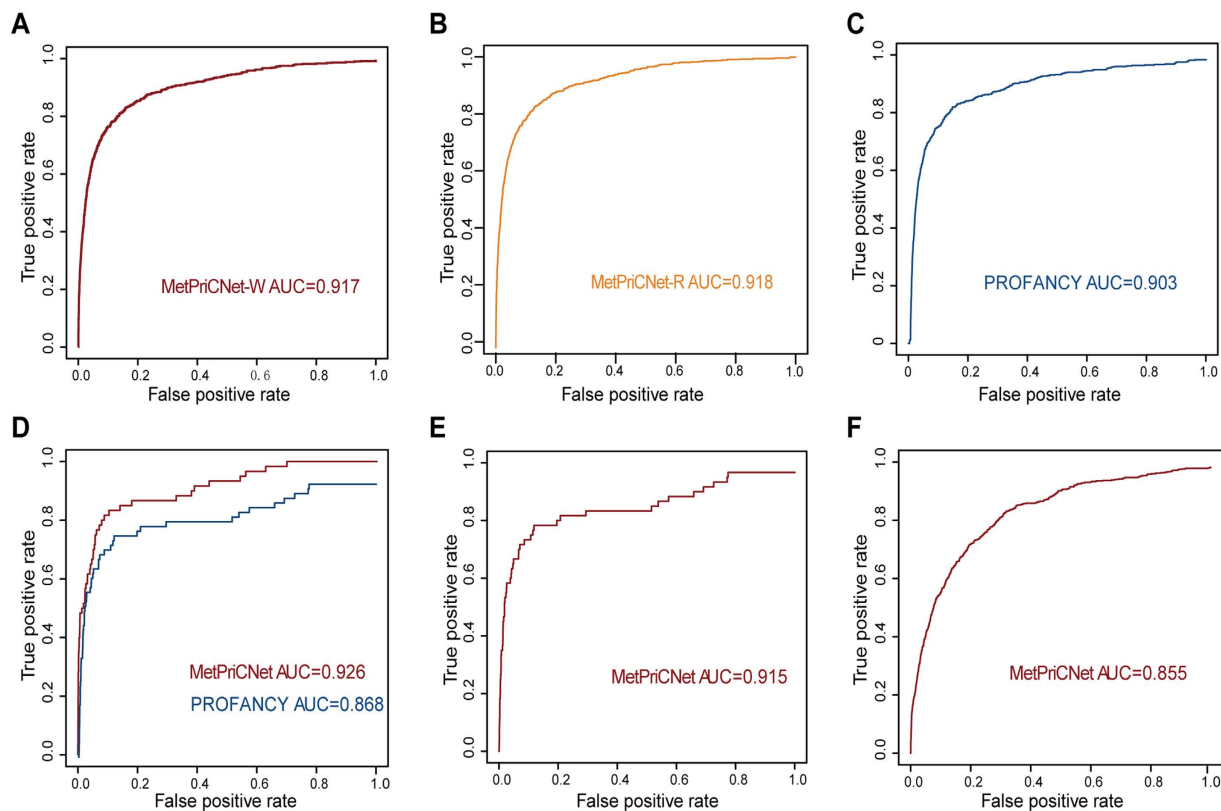 A
True positive rate
0.0 0.2 0.4 0.6 0.8 1.0
MetPriCNet-W AUC=0.917
0.0 0.2 0.4 0.6 0.8 1.0
False positive rate
B
True positive rate
0.0 0.2 0.4 0.6 0.8 1.0
MetPriCNet-R AUC=0.918
0.0 0.2 0.4 0.6 0.8 1.0
False positive rate
C
True positive rate
0 0.2 0.4 0.6 0.8 1.0
PROFANCY AUC=0.903
0.0 0.2 0.4 0.6 0.8 1.0
False positive rate
D
True positive rate
0.0 0.2 0.4 0.6 0.8 1.0
MetPriCNet AUC=0.926
PROFANCY AUC=0.868
0.0 0.2 0.4 0.6 0.8 1.0
False positive rate
E
True positive rate
0.0 0.2 0.4 0.6 0.8 1.0
MetPriCNet AUC=0.915
0.0 0.2 0.4 0.6 0.8 1.0
False positive rate
F
True positive rate
0.0 0.2 0.4 0.6 0.8 1.0
MetPriCNet AUC=0.855
0.0 0.2 0.4 0.6 0.8 1.0
False positive rate